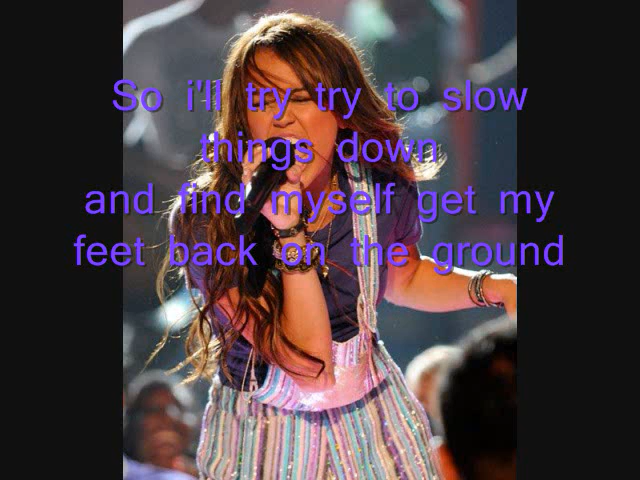 So i'll try try to slow
things down
and find myself get my
feet back on the ground